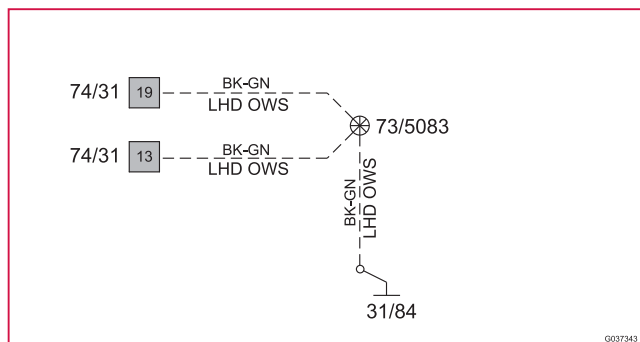 74/31 19 BK-GN
LHD OWS
73/5083
74/31 13 BK-GN
LHD OWS
BK-GN
LHD OWS
31/84
G037343